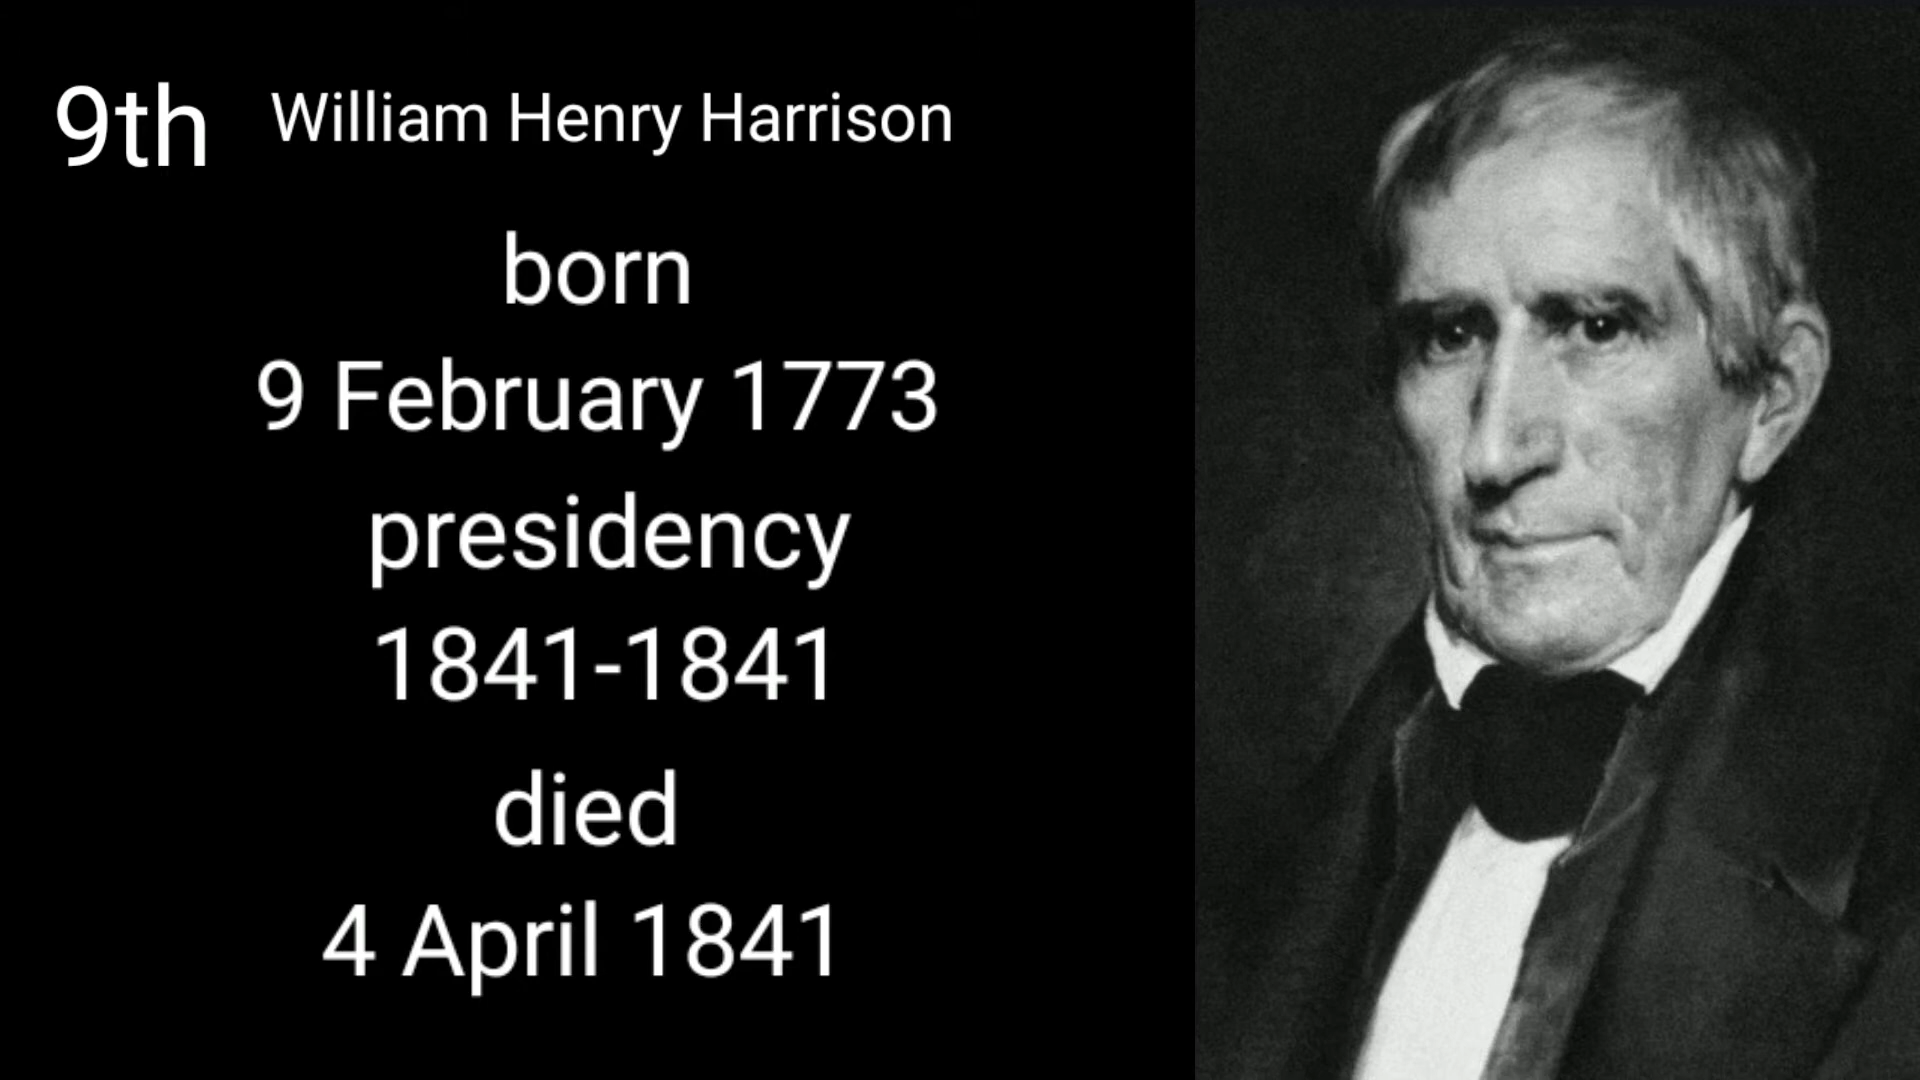 9th William Henry Harrison
born
9 February 1773
presidency
1841-1841
died
4 April 1841